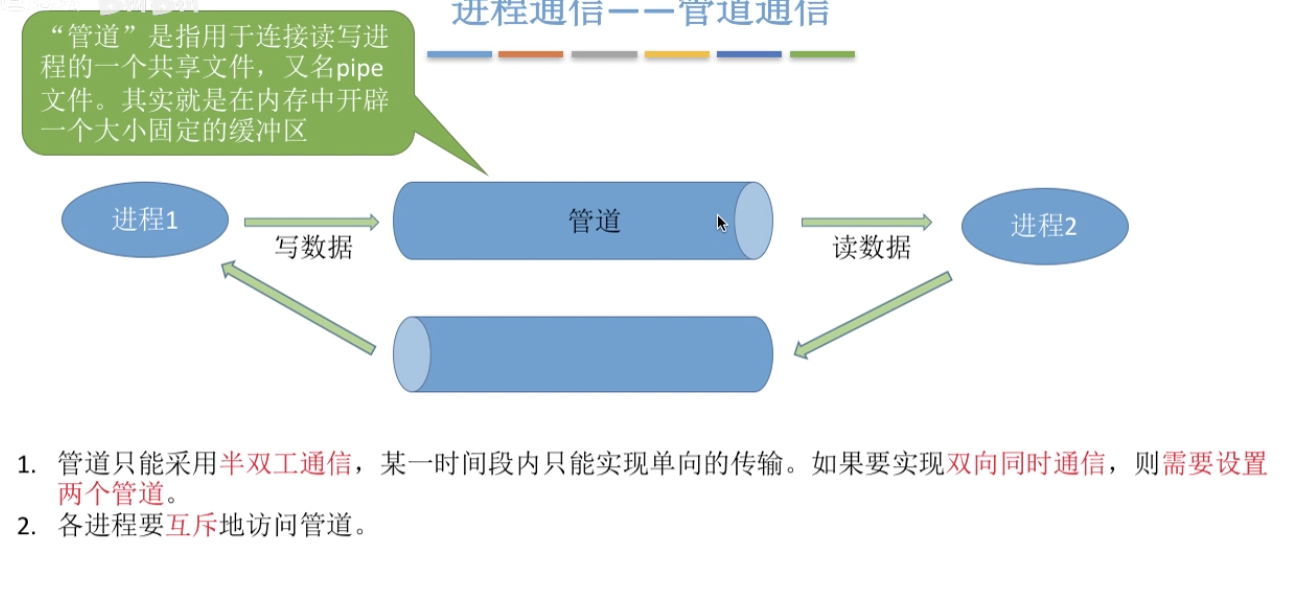 进程通信——管道通信
“管道”是指用于连接读写进
程的一个共享文件，又名pipe
文件。其实就是在内存中开辟
一个大小固定的缓冲区
进程1
写数据
管道
读数据
进程2
1. 管道只能采用半双工通信，某一时间段内只能实现单向的传输。如果要实现双向同时通信，则需要设置
两个管道。
2. 各进程要互斥地访问管道。